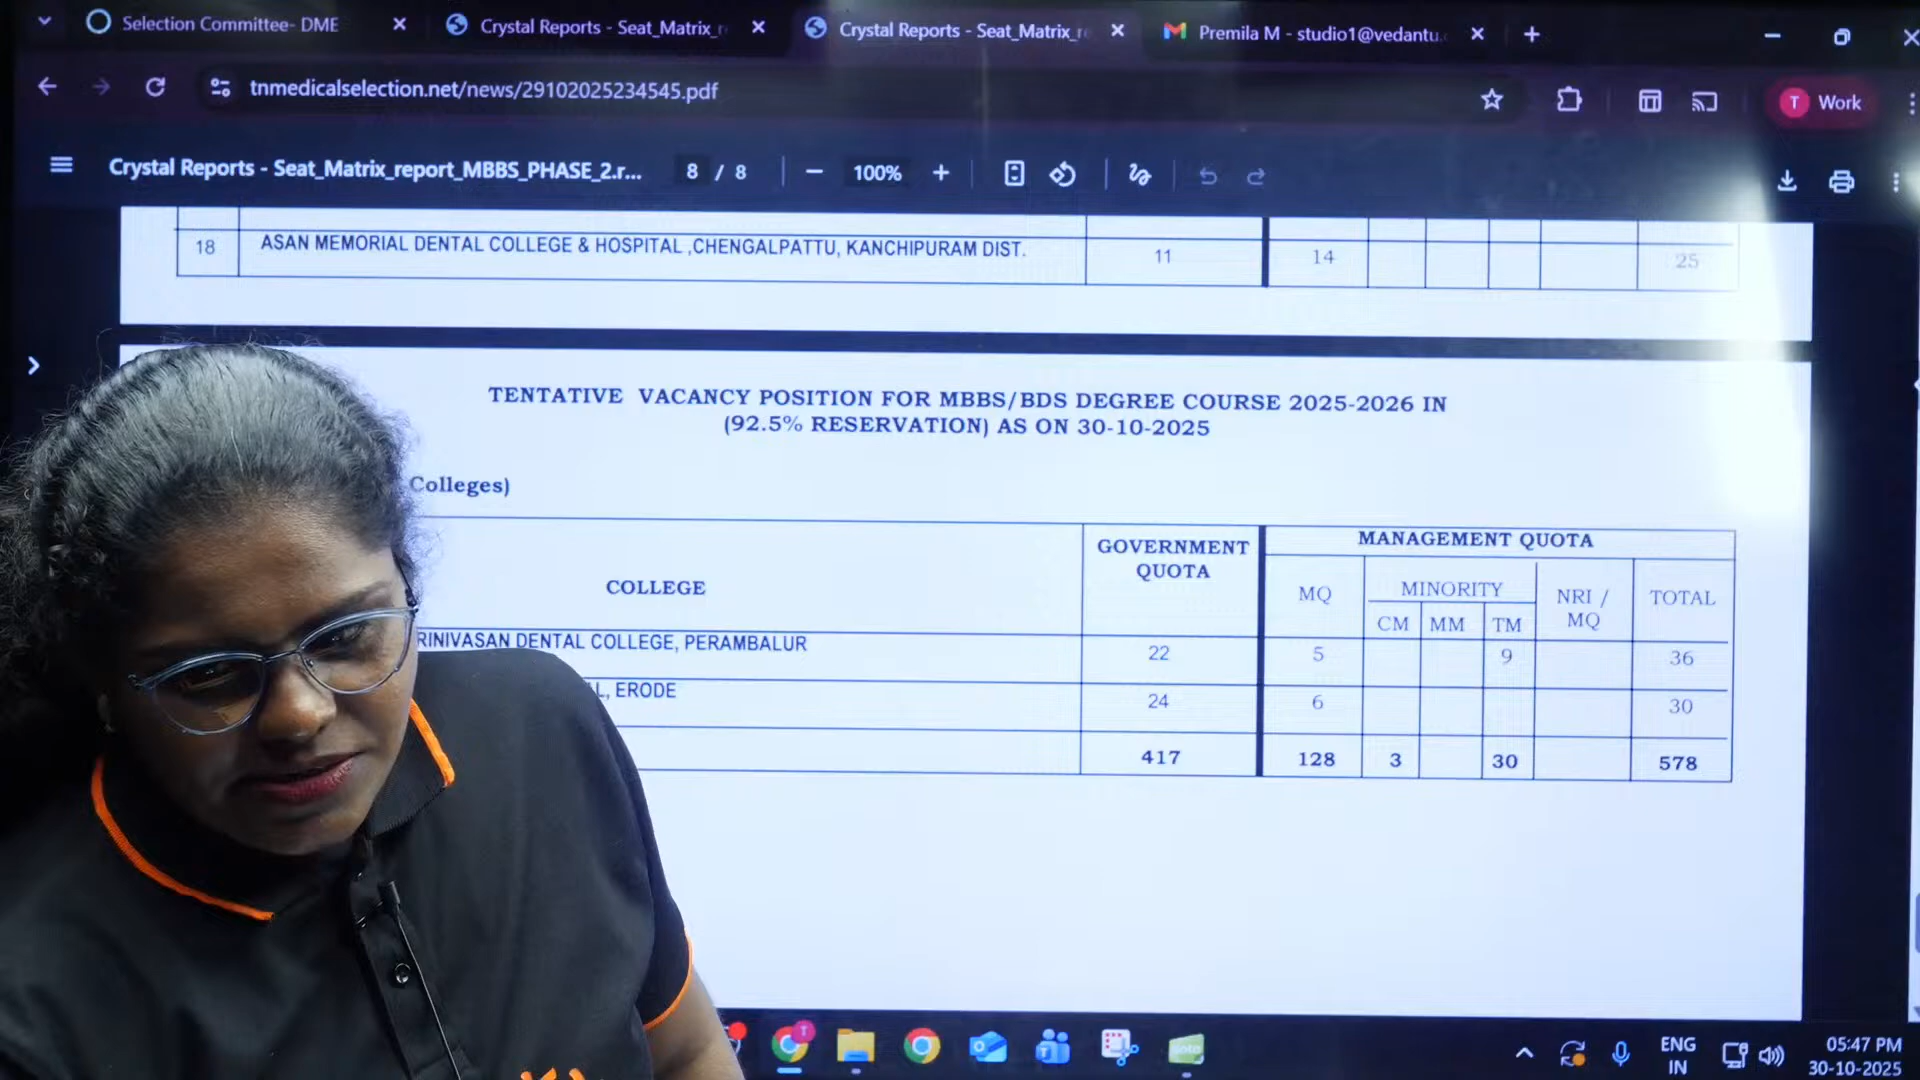 Selection Committee- DME
Crystal Reports - Seat_Matrix_r
Crystal Reports - Seat_Matrix_re
Premila M - studio1@vedantu.
tnmedicalselection.net/news/29102025234545.pdf
T Work
Crystal Reports - Seat_Matrix_report_MBBS_PHASE_2.r...
8 / 8
100%
18 ASAN MEMORIAL DENTAL COLLEGE & HOSPITAL ,CHENGALPATTU, KANCHIPURAM DIST. 11 14 25
TENTATIVE VACANCY POSITION FOR MBBS/BDS DEGREE COURSE 2025-2026 IN
(92.5% RESERVATION) AS ON 30-10-2025
Colleges)
COLLEGE
GOVERNMENT
QUOTA
MANAGEMENT QUOTA
MQ
MINORITY
CM MM TM
NRI /
MQ
TOTAL
RINIVASAN DENTAL COLLEGE, PERAMBALUR 22 5 9 36
L, ERODE 24 6 30
417 128 3 30 578
ENG
IN
05:47 PM
30-10-2025